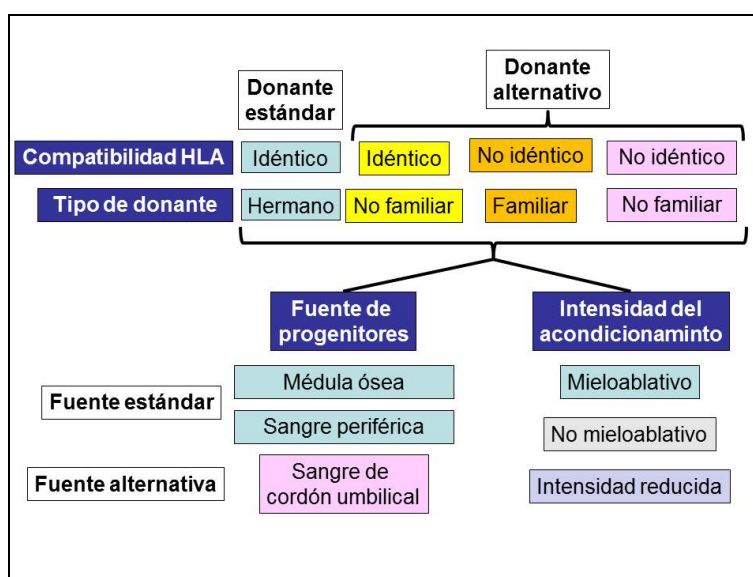 Donante
estándar
Donante
alternativo
Compatibilidad HLA
Idéntico
Idéntico
No idéntico
No idéntico
Tipo de donante
Hermano
No familiar
Familiar
No familiar
Fuente de
progenitores
Intensidad del
acondicionaminto
Fuente estándar
Médula ósea
Mieloablativo
Sangre periférica
No mieloablativo
Fuente alternativa
Sangre de
cordón umbilical
Intensidad reducida